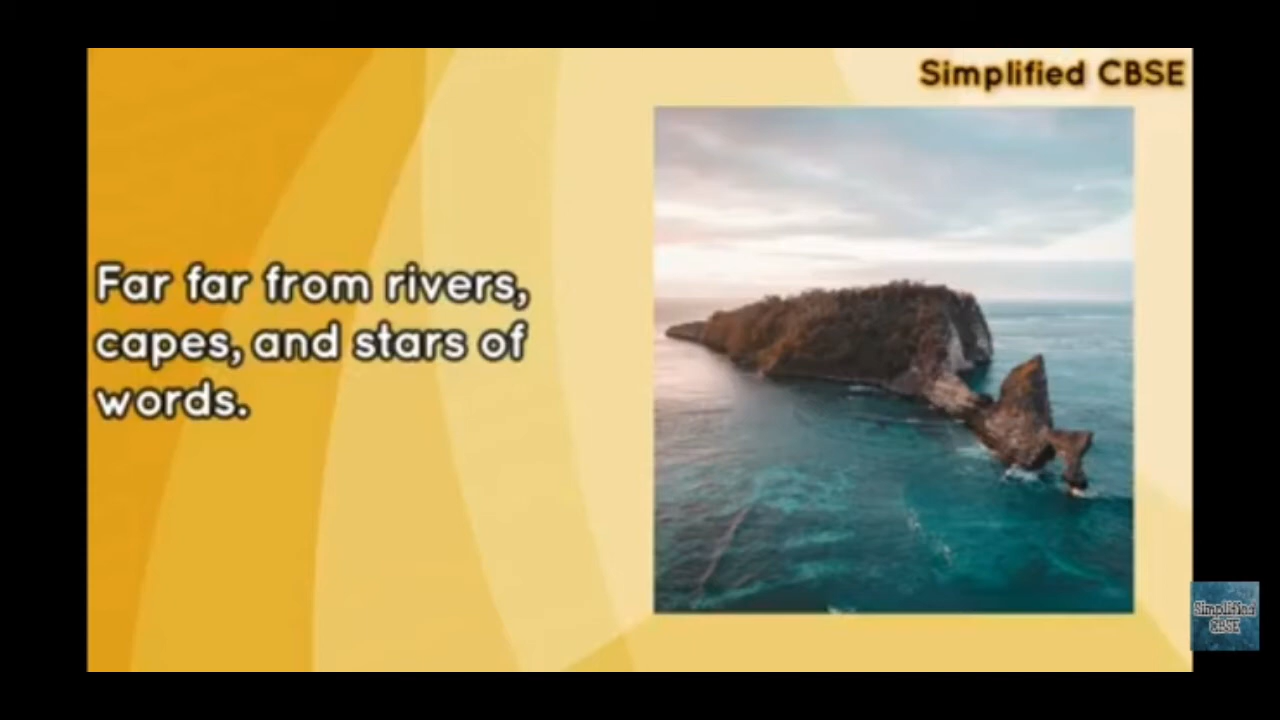 Simplified CBSE
Far far from rivers,
capes, and stars of
words.
Simplified
CBSE